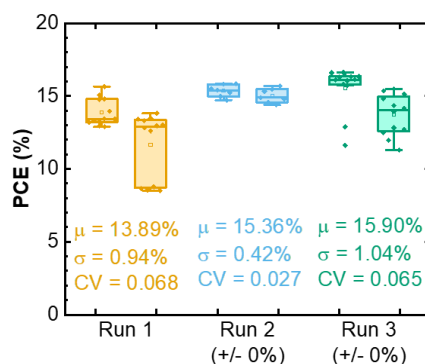 20
15
10
5
0
PCE (%)
μ = 13.89%
σ = 0.94%
CV = 0.068
μ = 15.36%
σ = 0.42%
CV = 0.027
μ = 15.90%
σ = 1.04%
CV = 0.065
Run 1
Run 2
(+/- 0%)
Run 3
(+/- 0%)